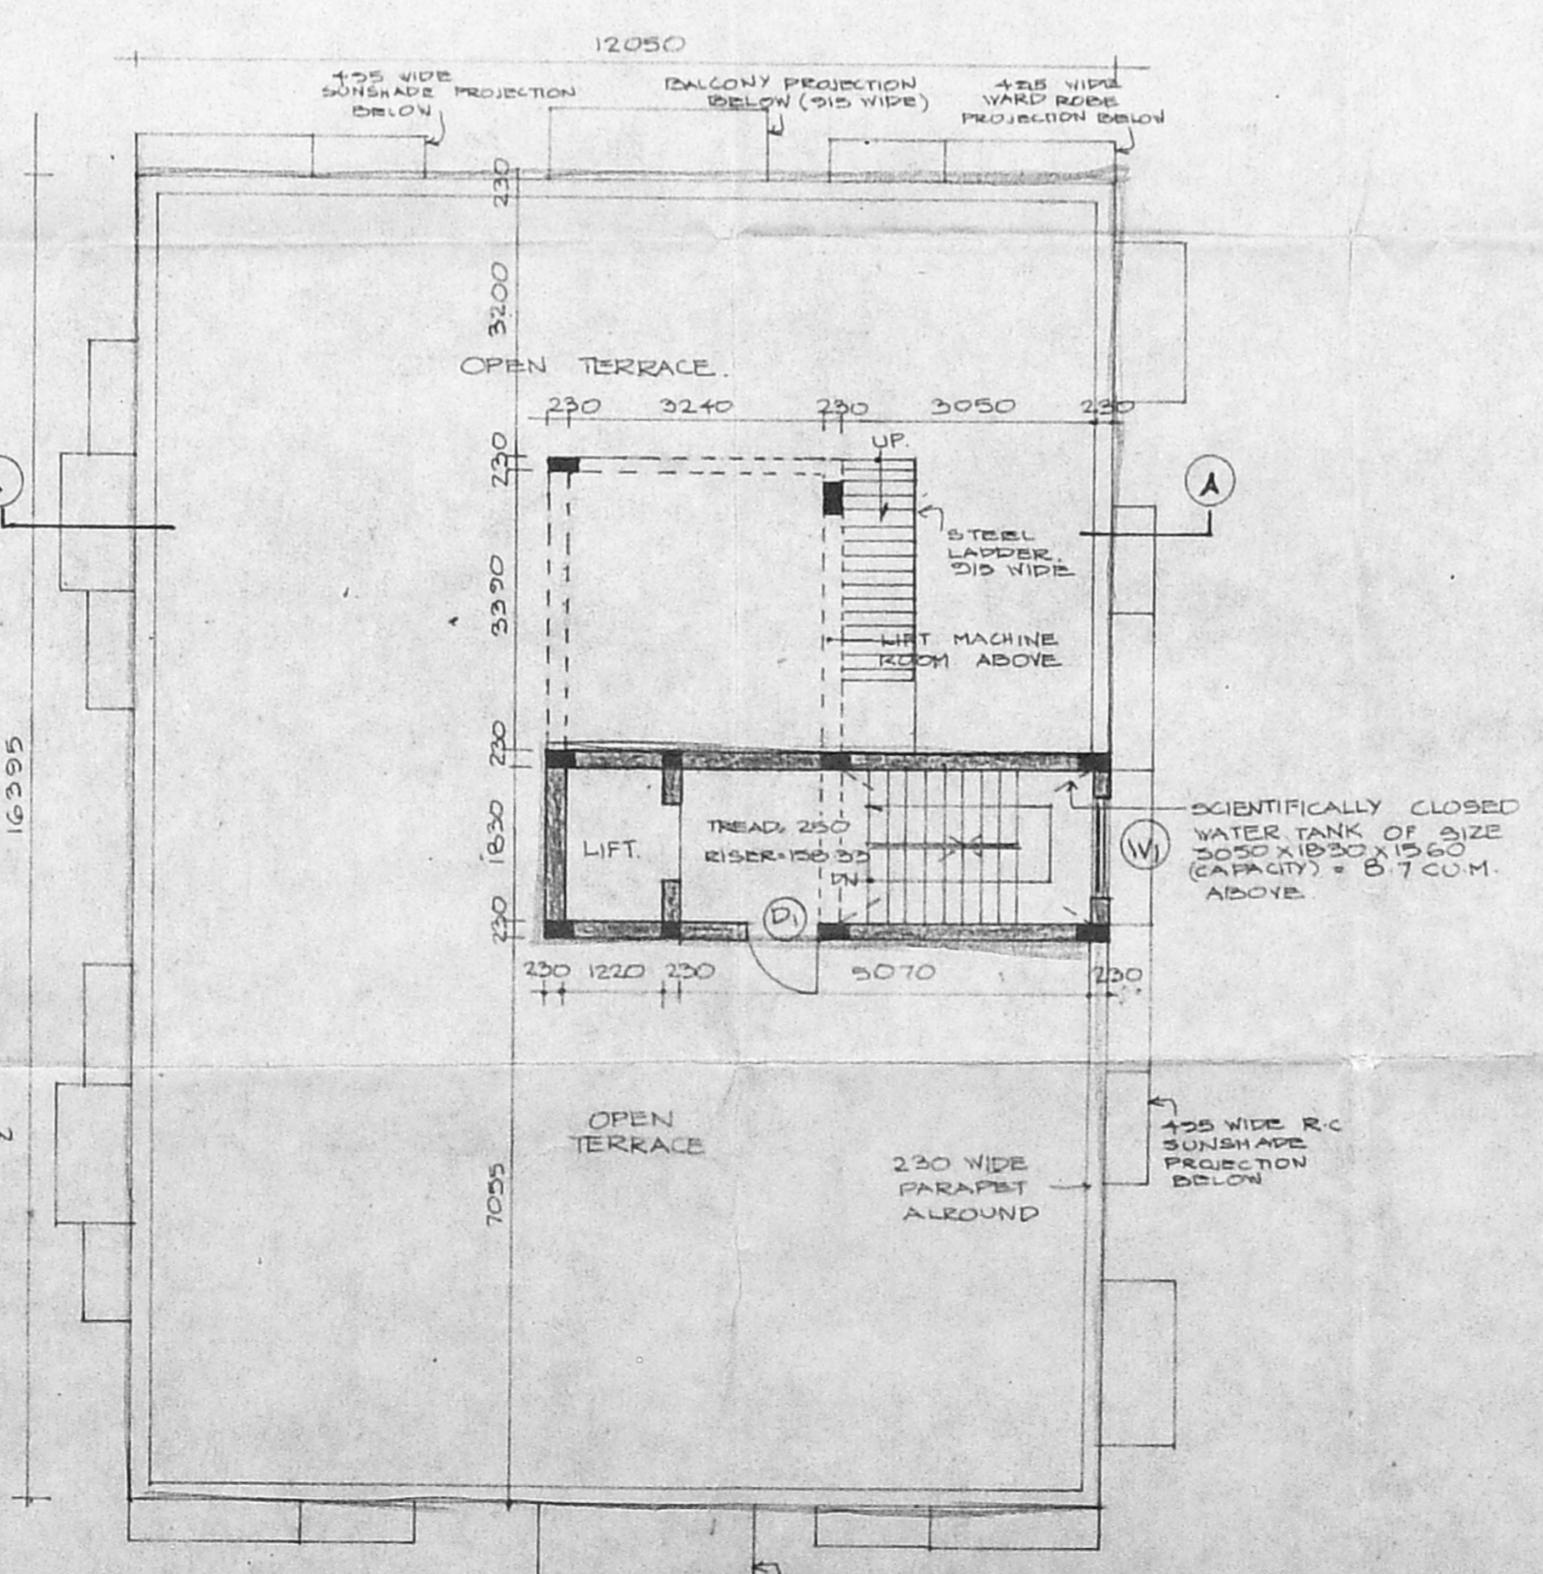 12050
455 WIDE
SUNSHADE PROJECTION
BELOW
BALCONY PROJECTION
BELOW (915 WIDE)
WIDE
WARD ROBE
PROJECTION BELOW
230
3200
OPEN TERRACE.
230 3240 230 3050 230
230
UP.
A
STEEL
LADDER.
915 WIDE
3390
LIFT MACHINE
ROOM ABOVE
230
16395
1830
LIFT.
TREAD= 250
RISER=158.33
DN
W1
SCIENTIFICALLY CLOSED
WATER TANK OF SIZE
3050 X 1830 X 1560
(CAPACITY) = 8.7 CU.M.
ABOVE.
D1
230
230 1220 230 5070 230
OPEN
TERRACE
455 WIDE R.C
SUNSHADE
PROJECTION
BELOW
230 WIDE
PARAPET
ALROUND
7055